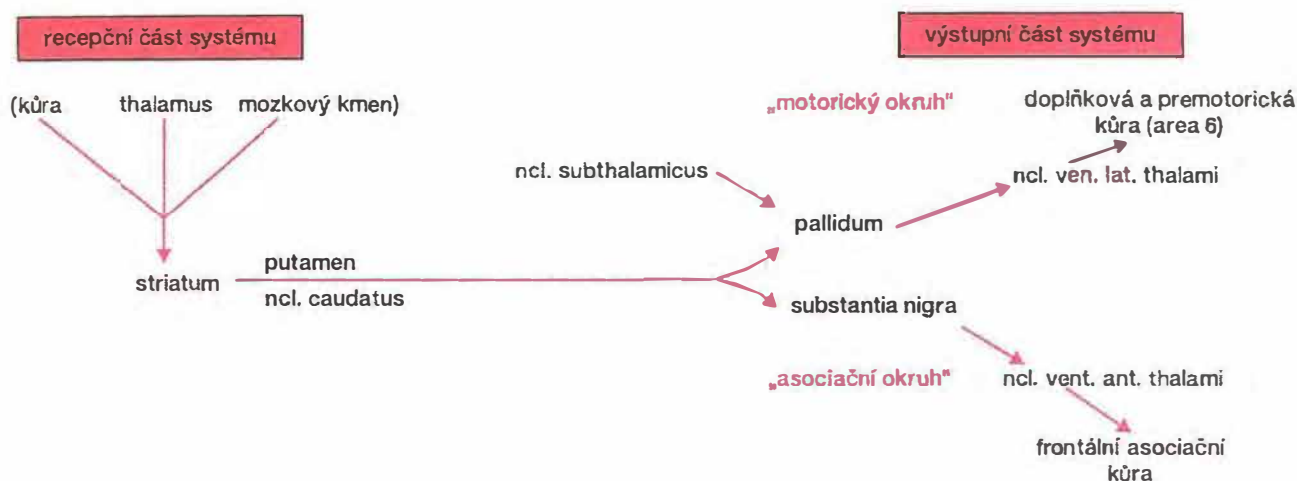 recepční část systému
výstupní část systému
(kůra thalamus mozkový kmen)
„motorický okruh“
doplňková a premotorická
kůra (area 6)
ncl. subthalamicus
ncl. ven. lat. thalami
pallidum
striatum
putamen
ncl. caudatus
substantia nigra
„asociační okruh“
ncl. vent. ant. thalami
frontální asociační
kůra